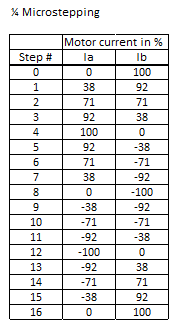 ¼ Microstepping
Motor current in %
Step # Ia Ib
0 0 100
1 38 92
2 71 71
3 92 38
4 100 0
5 92 -38
6 71 -71
7 38 -92
8 0 -100
9 -38 -92
10 -71 -71
11 -92 -38
12 -100 0
13 -92 38
14 -71 71
15 -38 92
16 0 100